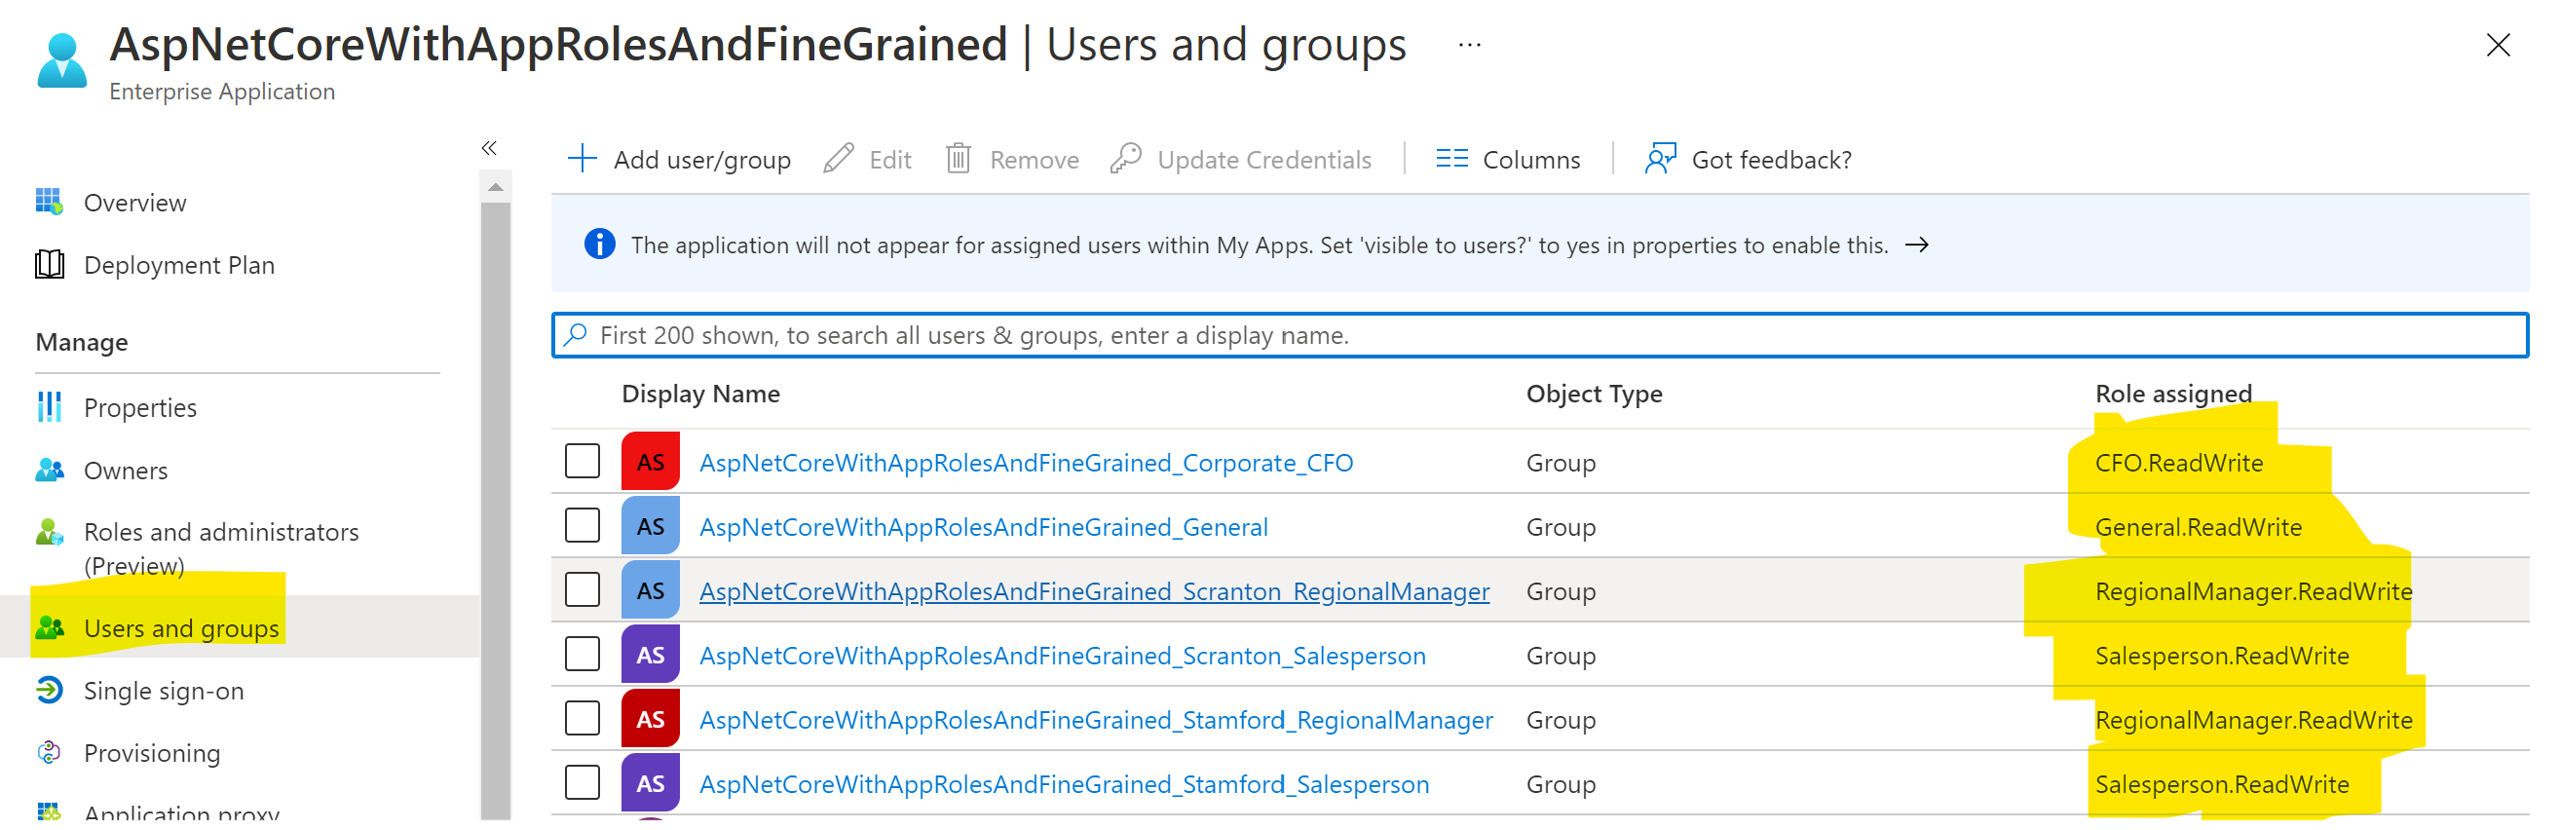 AspNetCoreWithAppRolesAndFineGrained | Users and groups ...
Enterprise Application
Overview
Deployment Plan
Manage
Properties
Owners
Roles and administrators
(Preview)
Users and groups
Single sign-on
Provisioning
Application proxy
Add user/group Edit Remove Update Credentials Columns Got feedback?
The application will not appear for assigned users within My Apps. Set 'visible to users?' to yes in properties to enable this. →
First 200 shown, to search all users & groups, enter a display name.
Display Name Object Type Role assigned
AS AspNetCoreWithAppRolesAndFineGrained_Corporate_CFO Group CFO.ReadWrite
AS AspNetCoreWithAppRolesAndFineGrained_General Group General.ReadWrite
AS AspNetCoreWithAppRolesAndFineGrained_Scranton_RegionalManager Group RegionalManager.ReadWrite
AS AspNetCoreWithAppRolesAndFineGrained_Scranton_Salesperson Group Salesperson.ReadWrite
AS AspNetCoreWithAppRolesAndFineGrained_Stamford_RegionalManager Group RegionalManager.ReadWrite
AS AspNetCoreWithAppRolesAndFineGrained_Stamford_Salesperson Group Salesperson.ReadWrite